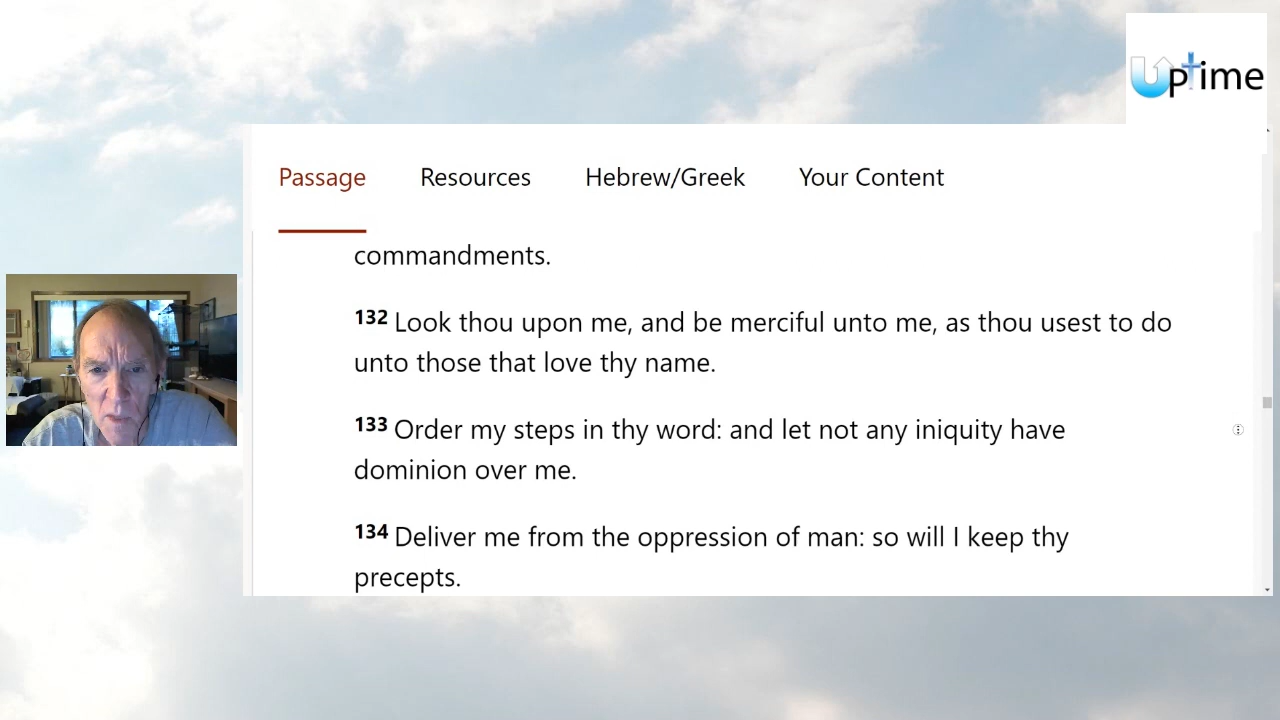 Uptime
Passage Resources Hebrew/Greek Your Content
commandments.
132 Look thou upon me, and be merciful unto me, as thou usest to do
unto those that love thy name.
133 Order my steps in thy word: and let not any iniquity have
dominion over me.
134 Deliver me from the oppression of man: so will I keep thy
precepts.